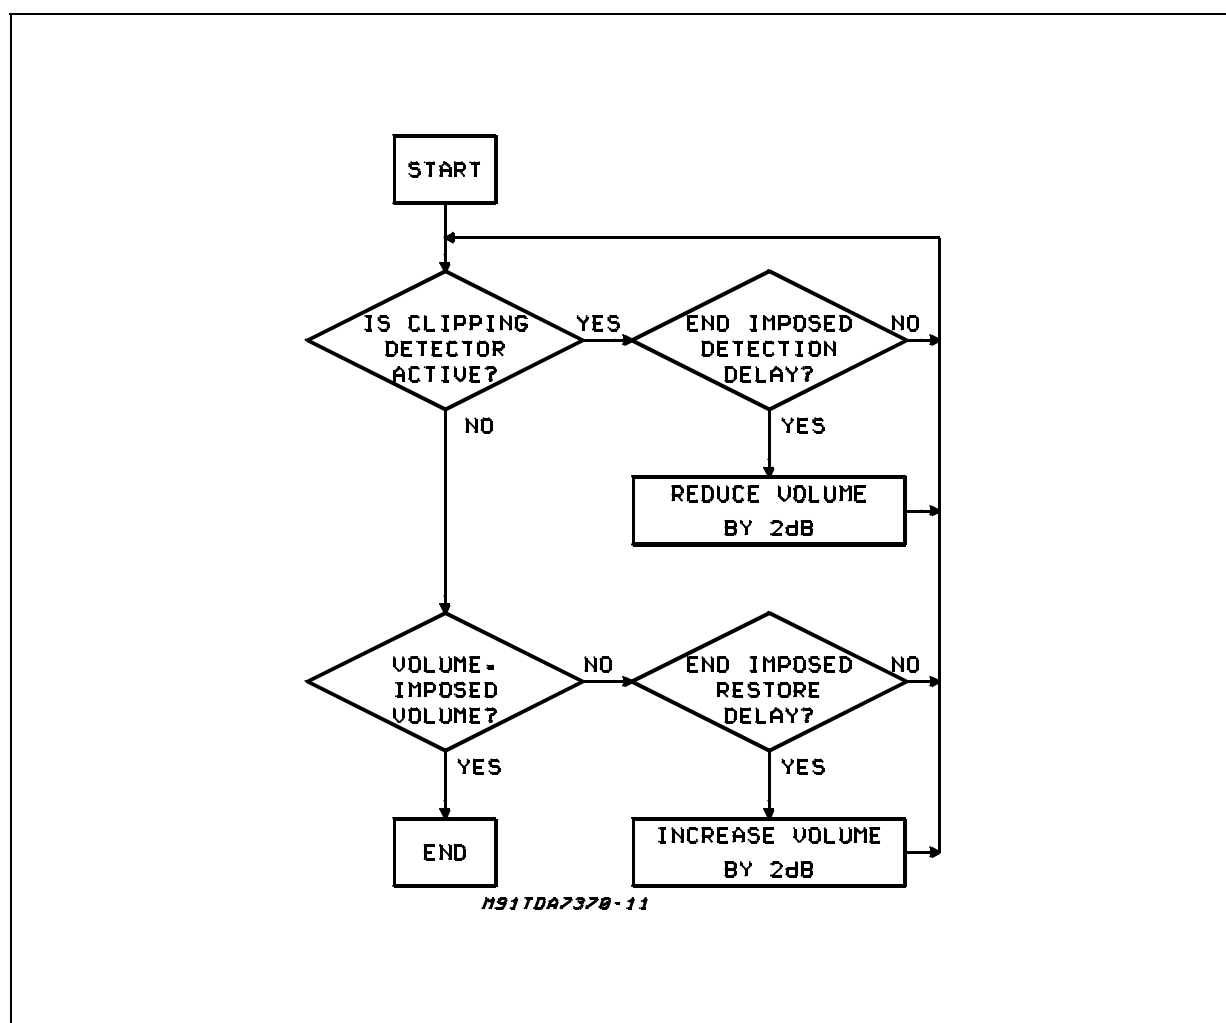 START
IS CLIPPING
DETECTOR
ACTIVE?
YES
END IMPOSED
DETECTION
DELAY?
NO
NO
YES
REDUCE VOLUME
BY 2dB
VOLUME=
IMPOSED
VOLUME?
NO
END IMPOSED
RESTORE
DELAY?
NO
YES
YES
END
INCREASE VOLUME
BY 2dB
M91TDA7370-11